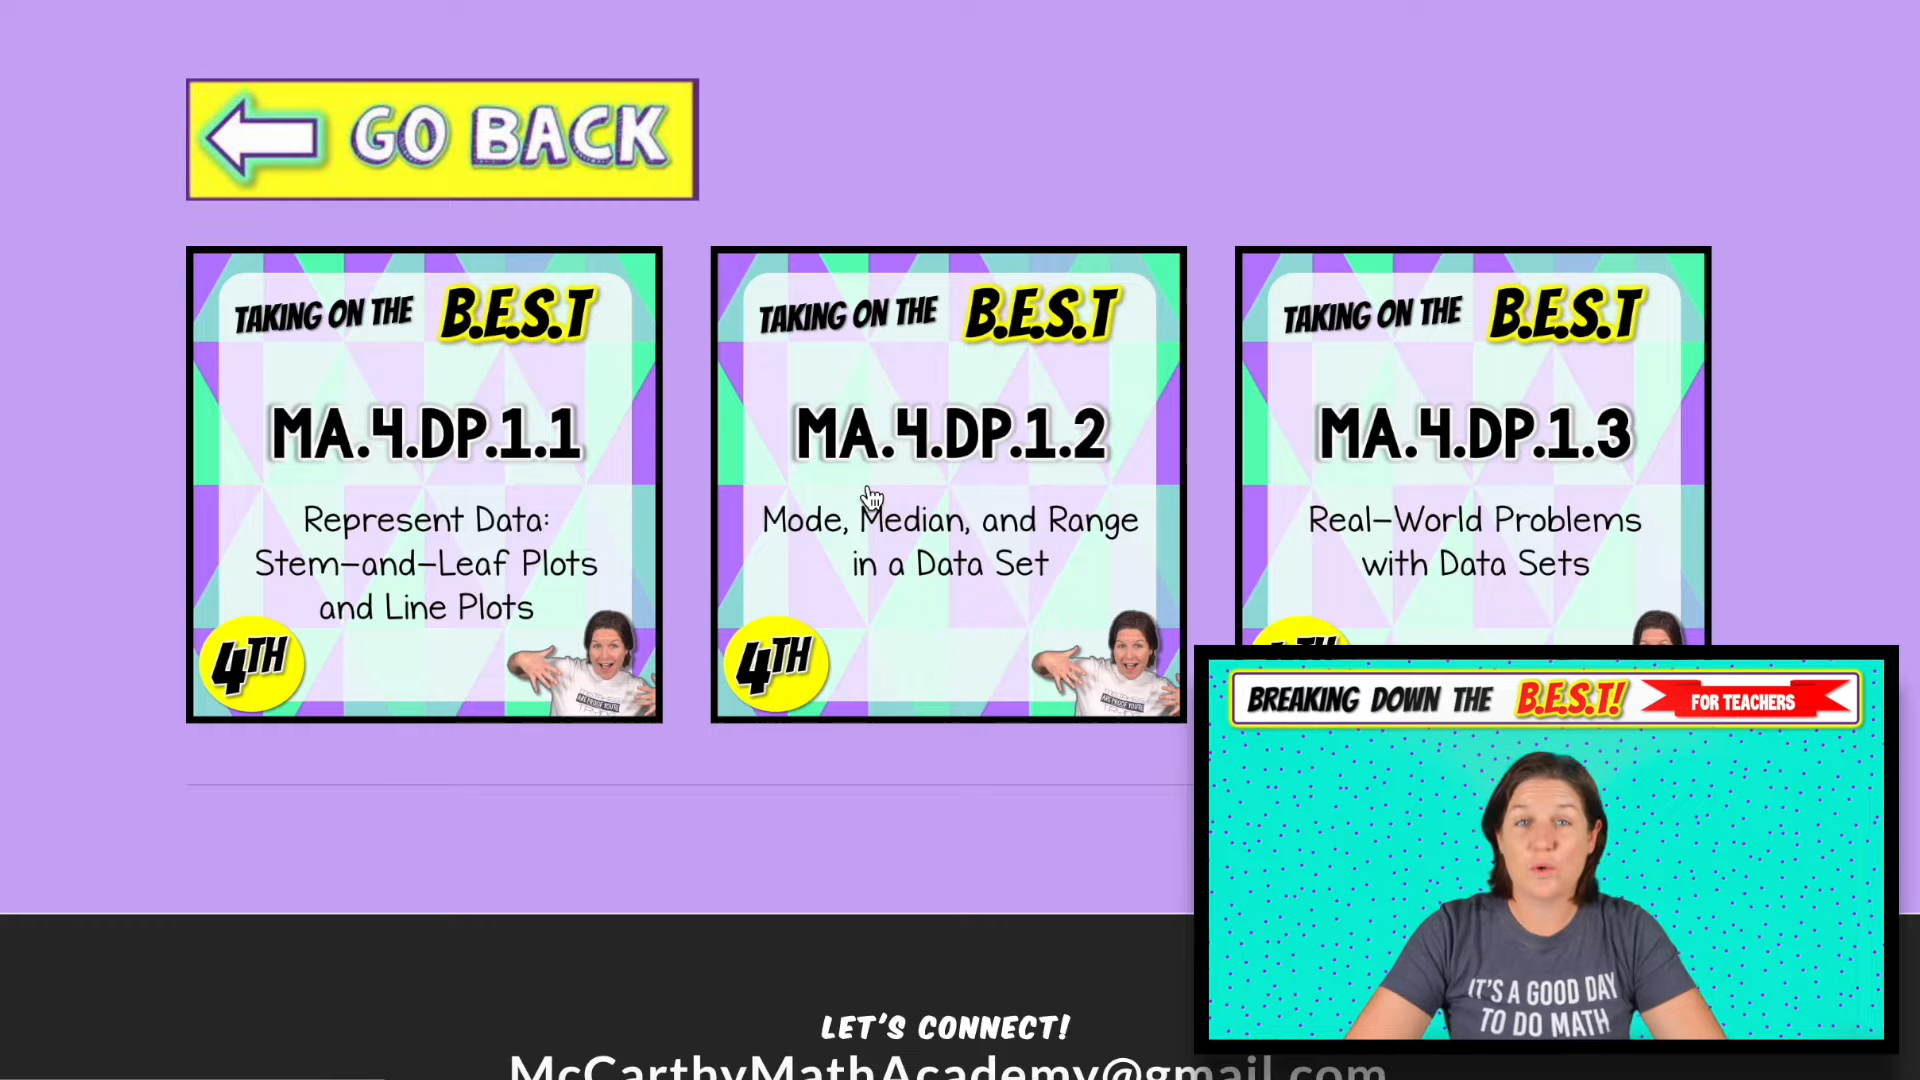 GO BACK
TAKING ON THE B.E.S.T
MA.4.DP.1.1
Represent Data:
Stem-and-Leaf Plots
and Line Plots
4TH
TAKING ON THE B.E.S.T
MA.4.DP.1.2
Mode, Median, and Range
in a Data Set
4TH
TAKING ON THE B.E.S.T
MA.4.DP.1.3
Real-World Problems
with Data Sets
BREAKING DOWN THE B.E.S.T! FOR TEACHERS
IT'S A GOOD DAY
TO DO MATH
LET'S CONNECT!
McCarthyMathAcademy@gmail.com